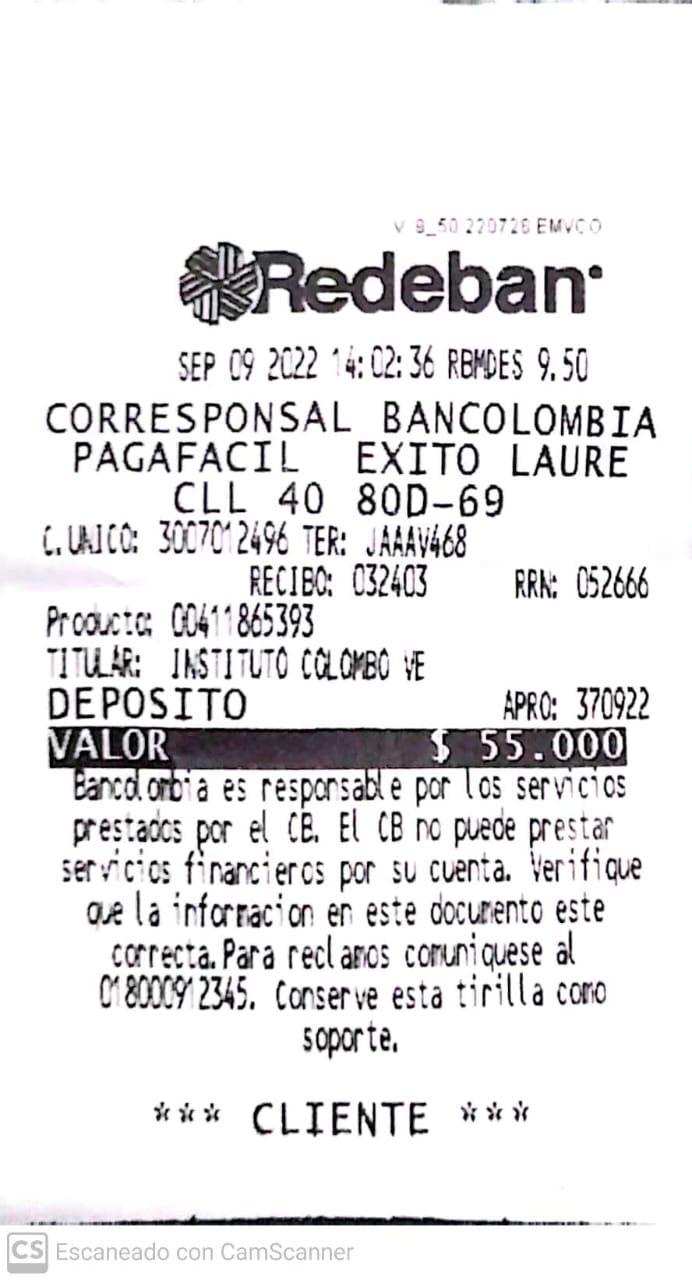 V 9_50 220728 EMVCO
Redeban
SEP 09 2022 14:02:36 RBMDES 9.50
CORRESPONSAL BANCOLOMBIA
PAGAFACIL EXITO LAURE
CLL 40 80D-69
C.UNICO: 3007012496 TER: JAAAV468
RECIBO: 032403 RRN: 052666
Producto: 00411865393
TITULAR: INSTITUTO COLOMBO VE
DEPOSITO APRO: 370922
VALOR $ 55.000
Bancolombia es responsable por los servicios
prestados por el CB. El CB no puede prestar
servicios financieros por su cuenta. Verifique
que la informacion en este documento este
correcta.Para reclamos comuniquese al
018000912345. Conserve esta tirilla como
soporte.
*** CLIENTE ***
CS Escaneado con CamScanner